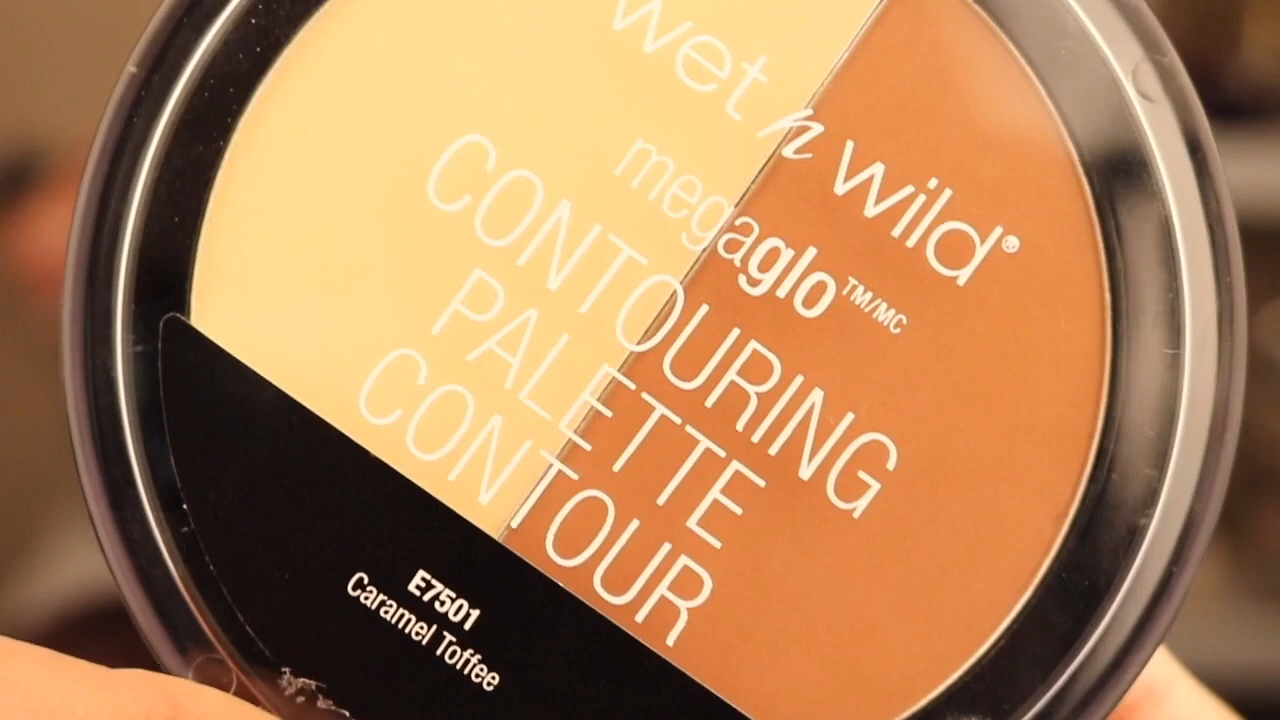 wet n wild®
megaglo™/MC
CONTOURING
PALETTE
CONTOUR
E7501
Caramel Toffee